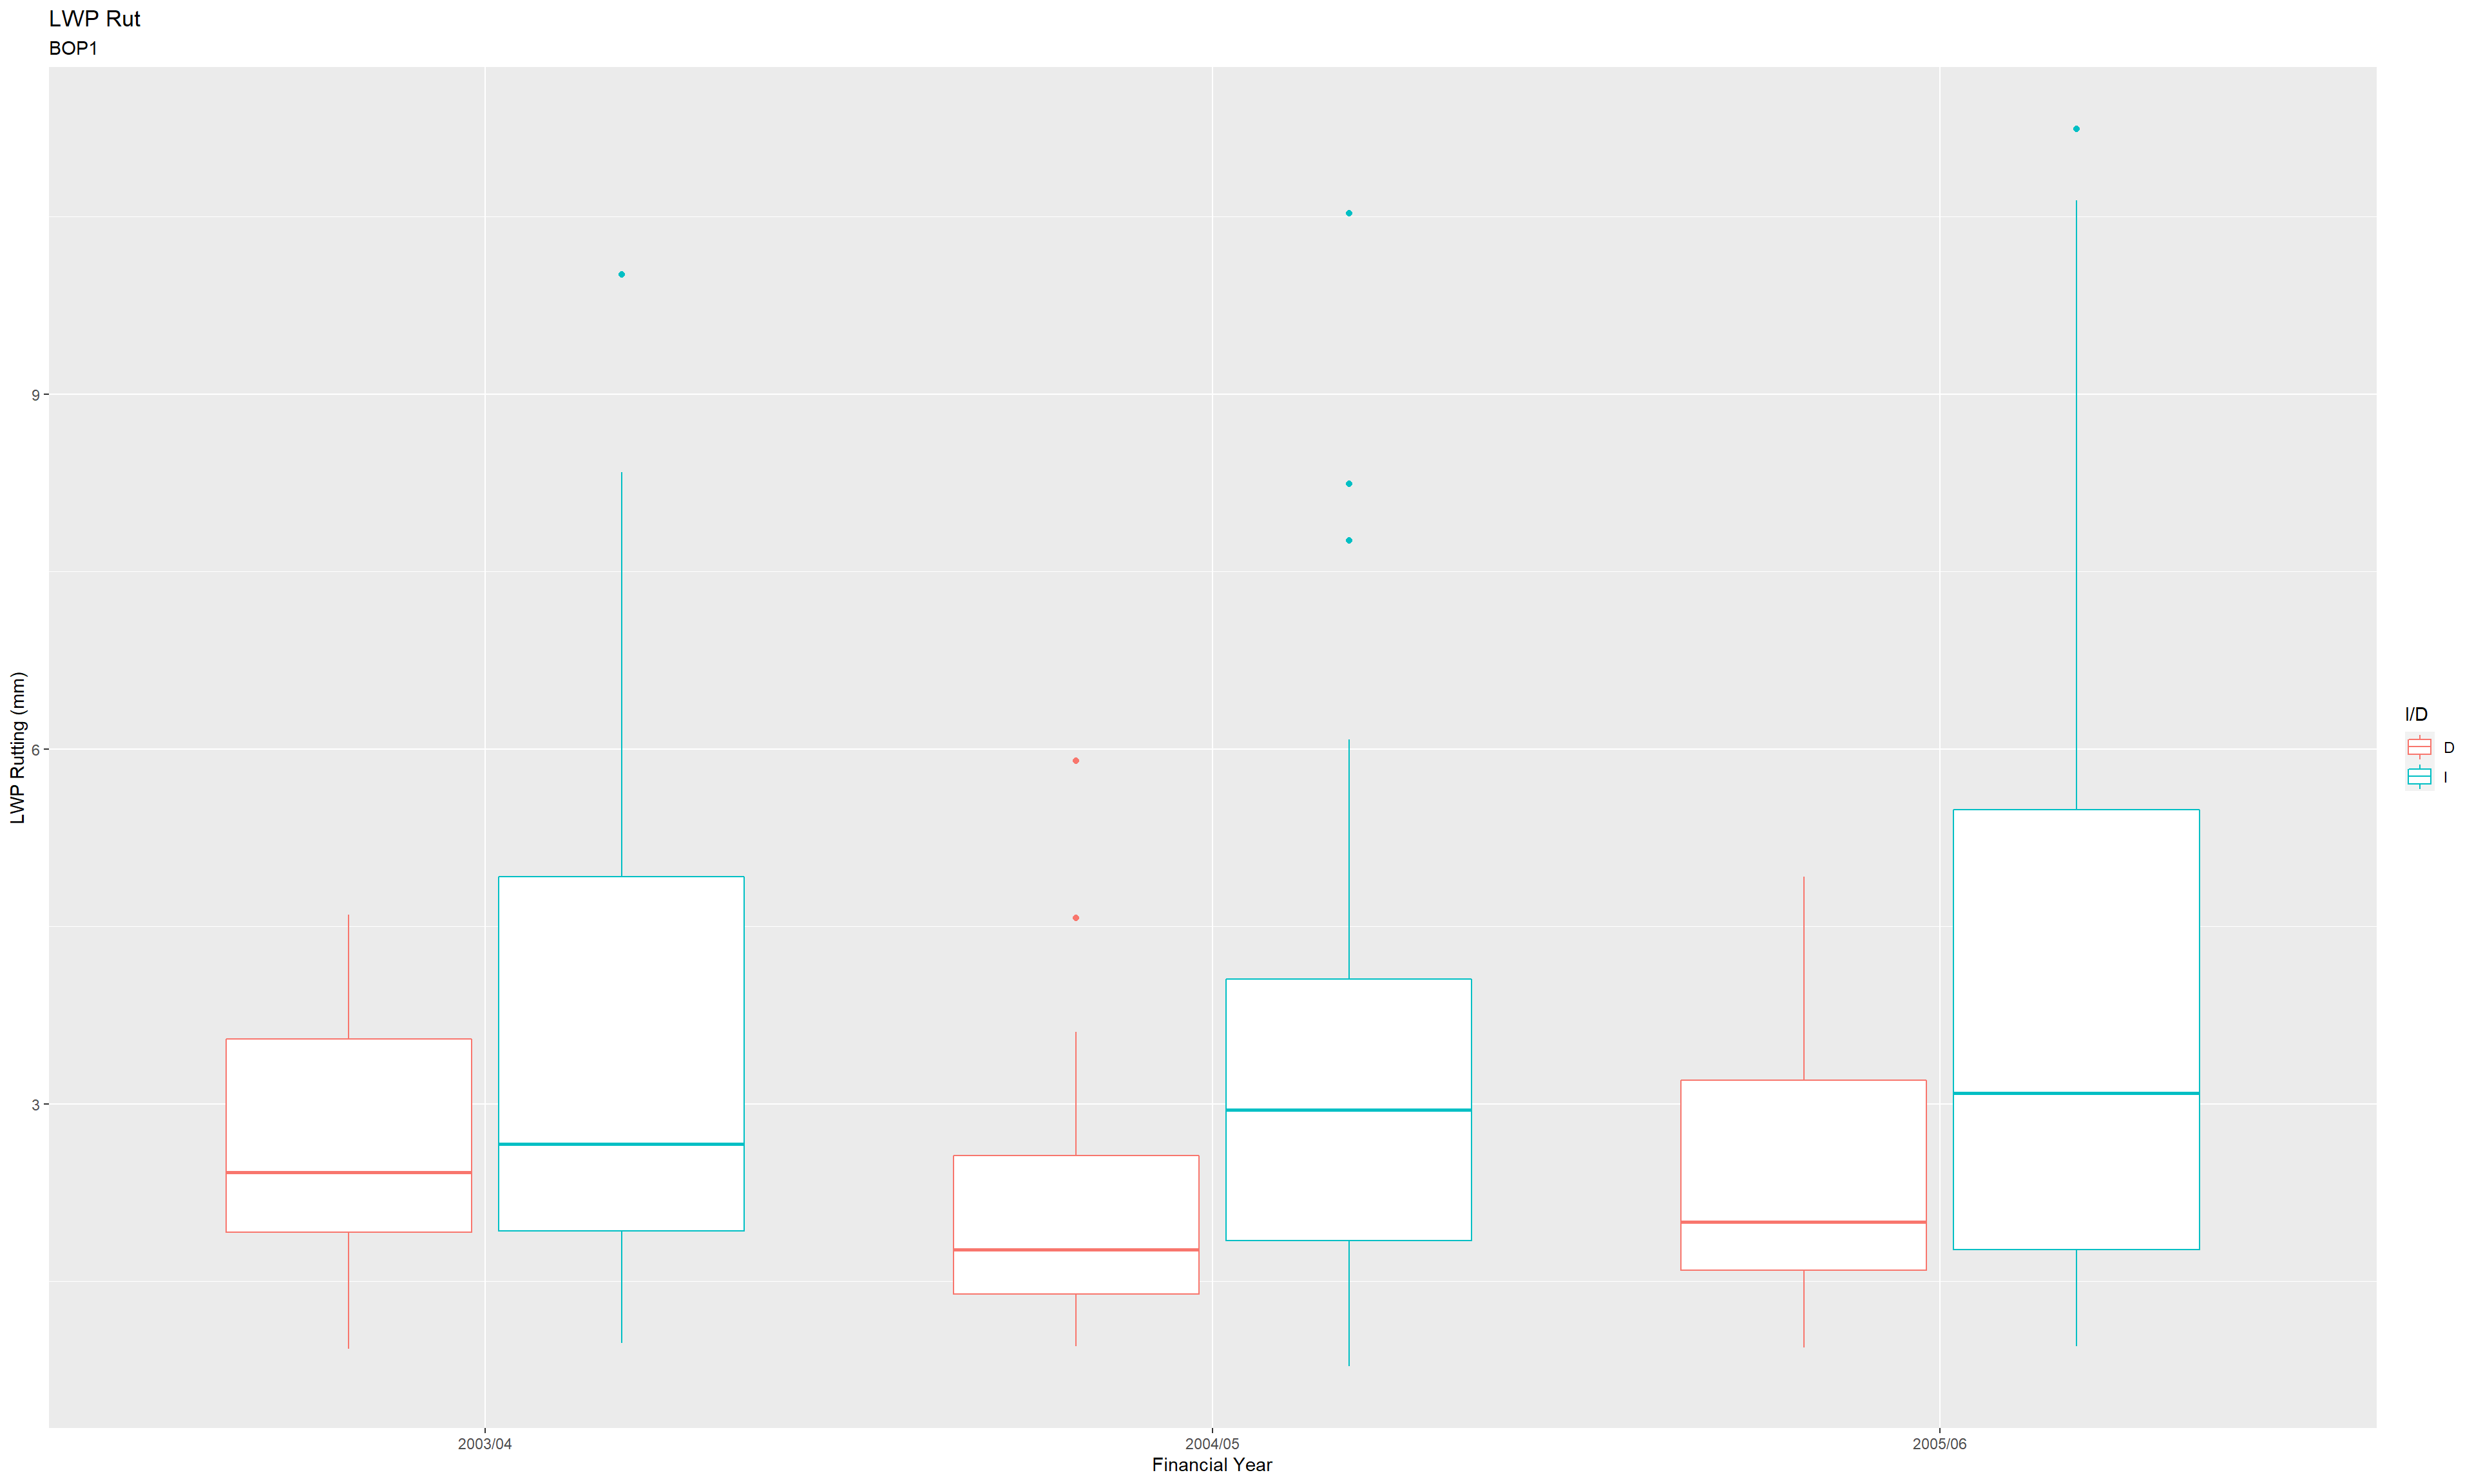 LWP Rut
BOP1
LWP Rutting (mm)
9
6
3
2003/04
2004/05
2005/06
Financial Year
I/D
D
I